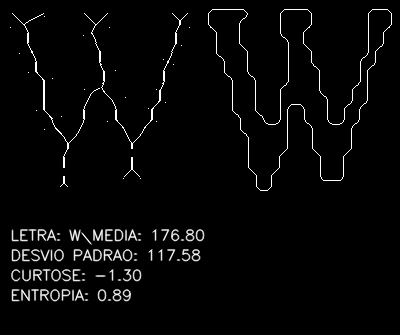 W W
LETRA: W\MEDIA: 176.80
DESVIO PADRAO: 117.58
CURTOSE: -1.30
ENTROPIA: 0.89